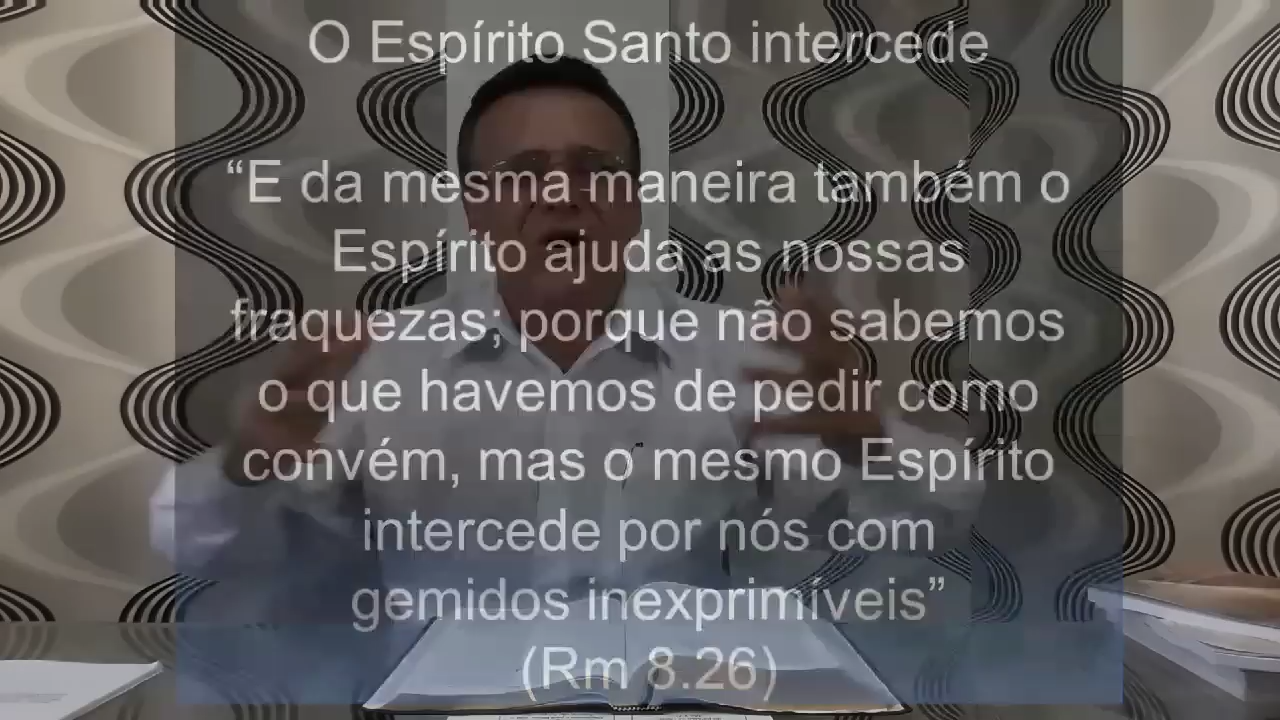 O Espírito Santo intercede
“E da mesma maneira também o
Espírito ajuda as nossas
fraquezas; porque não sabemos
o que havemos de pedir como
convém, mas o mesmo Espírito
intercede por nós com
gemidos inexprimíveis”
(Rm 8.26)